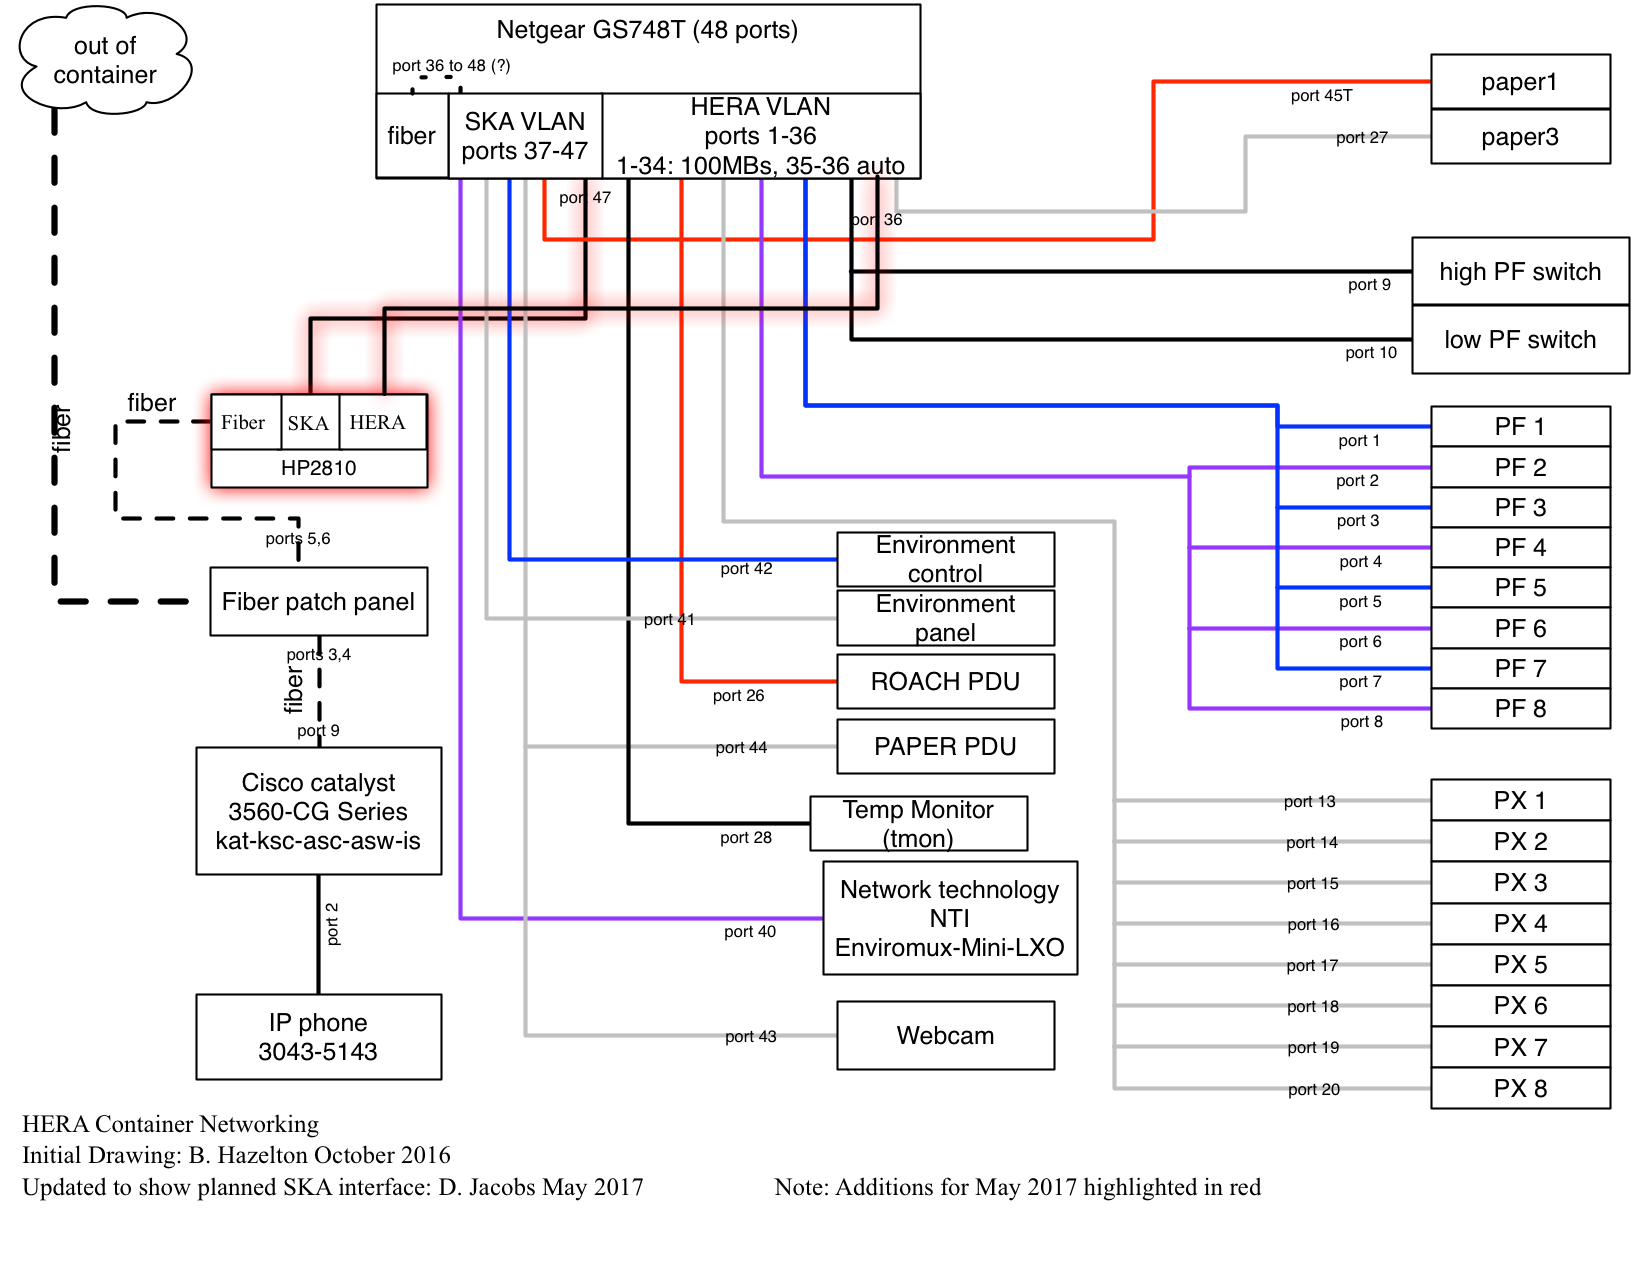 out of
container
Netgear GS748T (48 ports)
port 36 to 48 (?)
fiber
SKA VLAN
ports 37-47
HERA VLAN
ports 1-36
1-34: 100MBs, 35-36 auto
port 47
port 36
port 45T
paper1
port 27
paper3
high PF switch
port 9
low PF switch
port 10
fiber
fiber
Fiber
SKA
HERA
HP2810
ports 5,6
Fiber patch panel
ports 3,4
fiber
port 9
Cisco catalyst
3560-CG Series
kat-ksc-asc-asw-is
port 2
IP phone
3043-5143
Environment
control
port 42
Environment
panel
port 41
ROACH PDU
port 26
PAPER PDU
port 44
Temp Monitor
(tmon)
port 28
Network technology
NTI
Enviromux-Mini-LXO
port 40
Webcam
port 43
PF 1
port 1
PF 2
port 2
PF 3
port 3
PF 4
port 4
PF 5
port 5
PF 6
port 6
PF 7
port 7
PF 8
port 8
port 13
PX 1
port 14
PX 2
port 15
PX 3
port 16
PX 4
port 17
PX 5
port 18
PX 6
port 19
PX 7
port 20
PX 8
HERA Container Networking
Initial Drawing: B. Hazelton October 2016
Updated to show planned SKA interface: D. Jacobs May 2017
Note: Additions for May 2017 highlighted in red